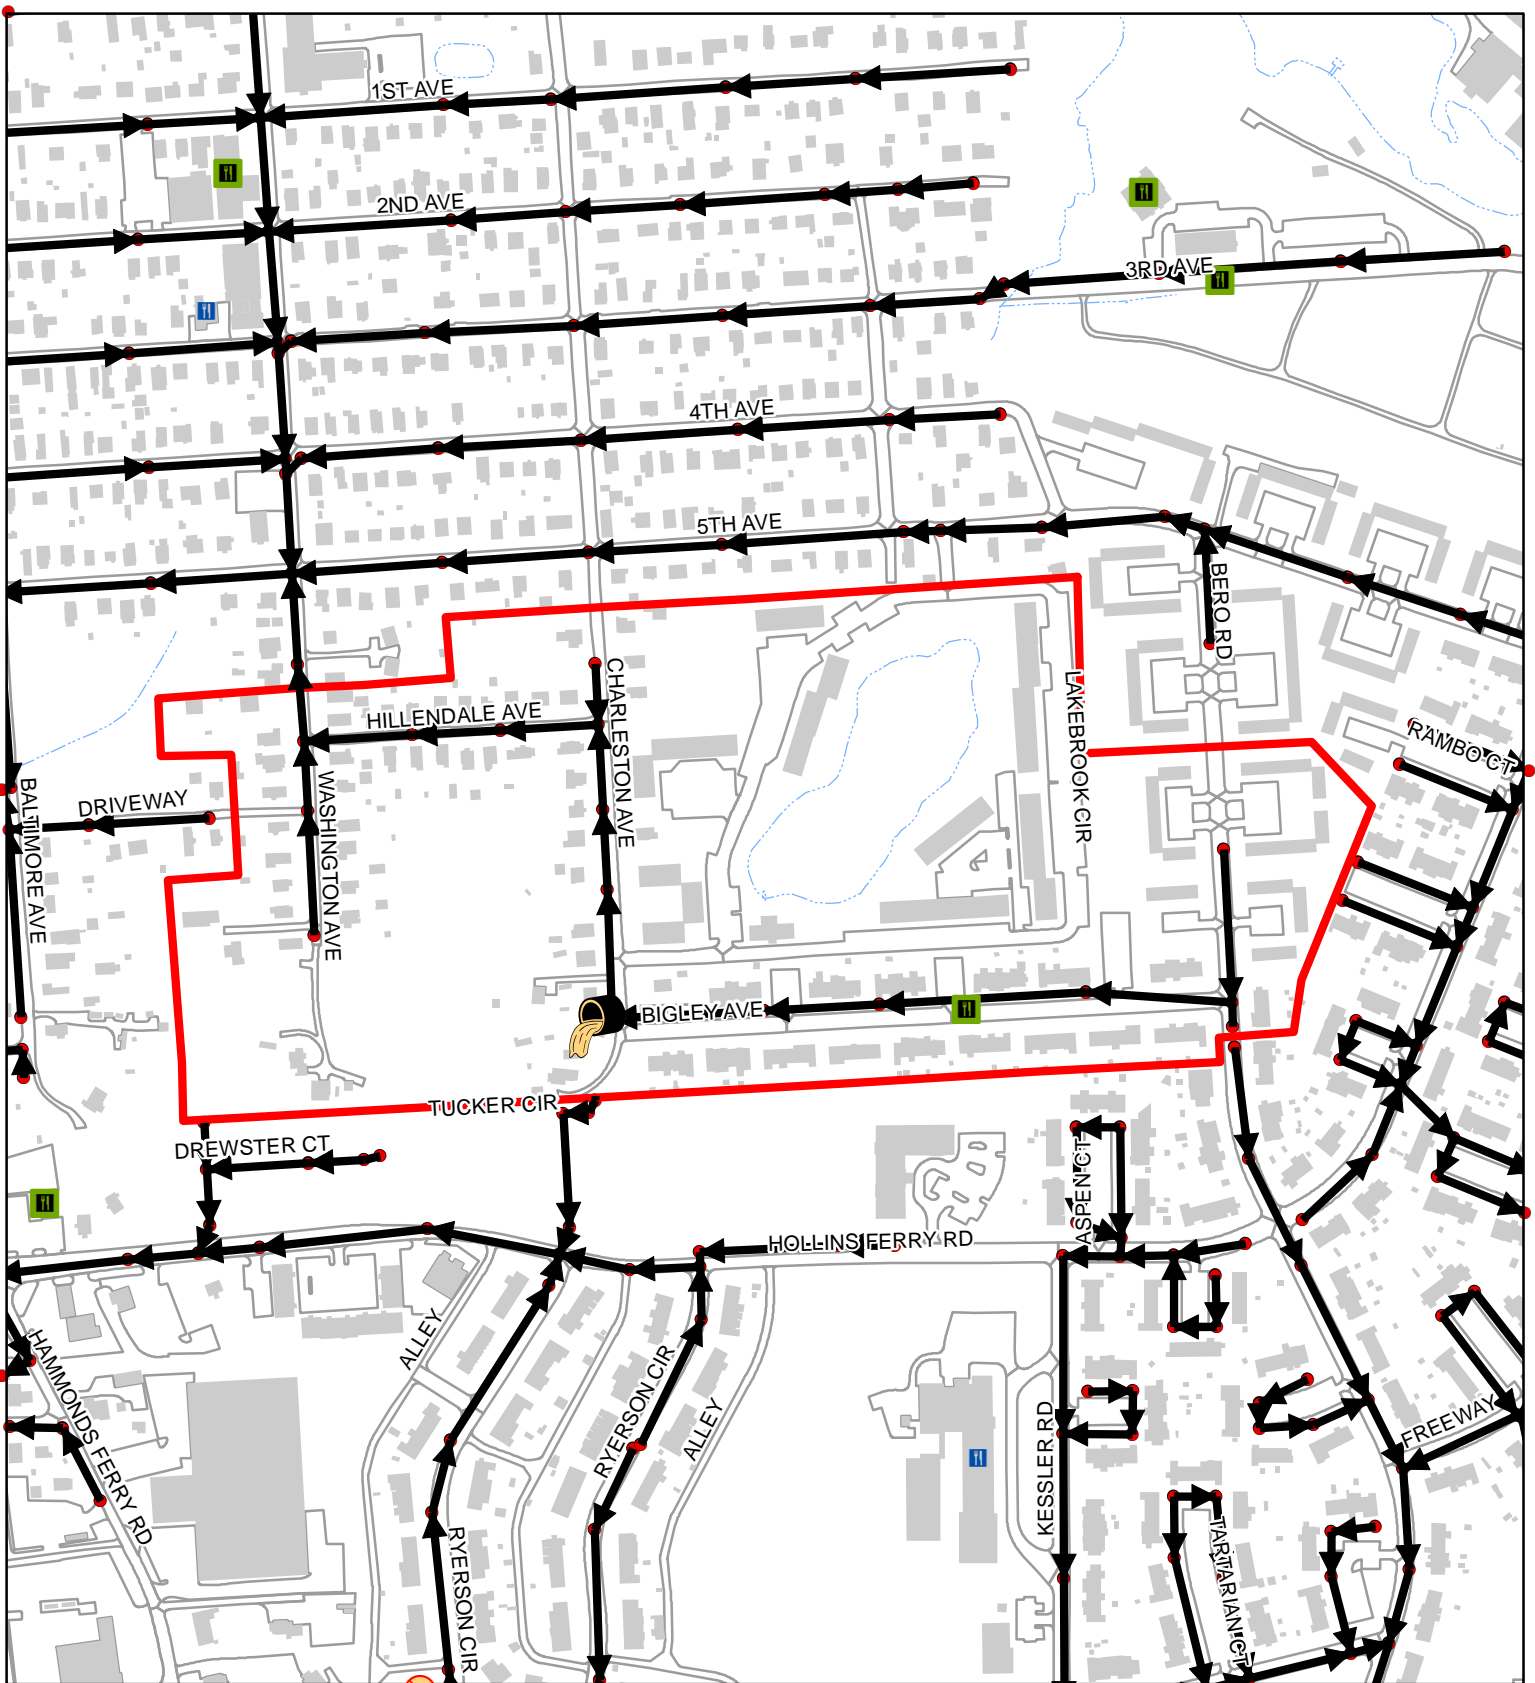 1ST AVE
2ND AVE
3RD AVE
4TH AVE
5TH AVE
BERO RD
CHARLESTON AVE
LAKEBROOK CIR
HILLENDALE AVE
RAMBO CT
WASHINGTON AVE
BALTIMORE AVE
DRIVEWAY
BIGLEY AVE
TUCKER CIR
DREWSTER CT
ASPEN CT
HOLLINS FERRY RD
ALLEY
HAMMONDS FERRY RD
RYERSON CIR
ALLEY
KESSLER RD
FREEWAY
RYERSON CIR
TARTARIAN CT